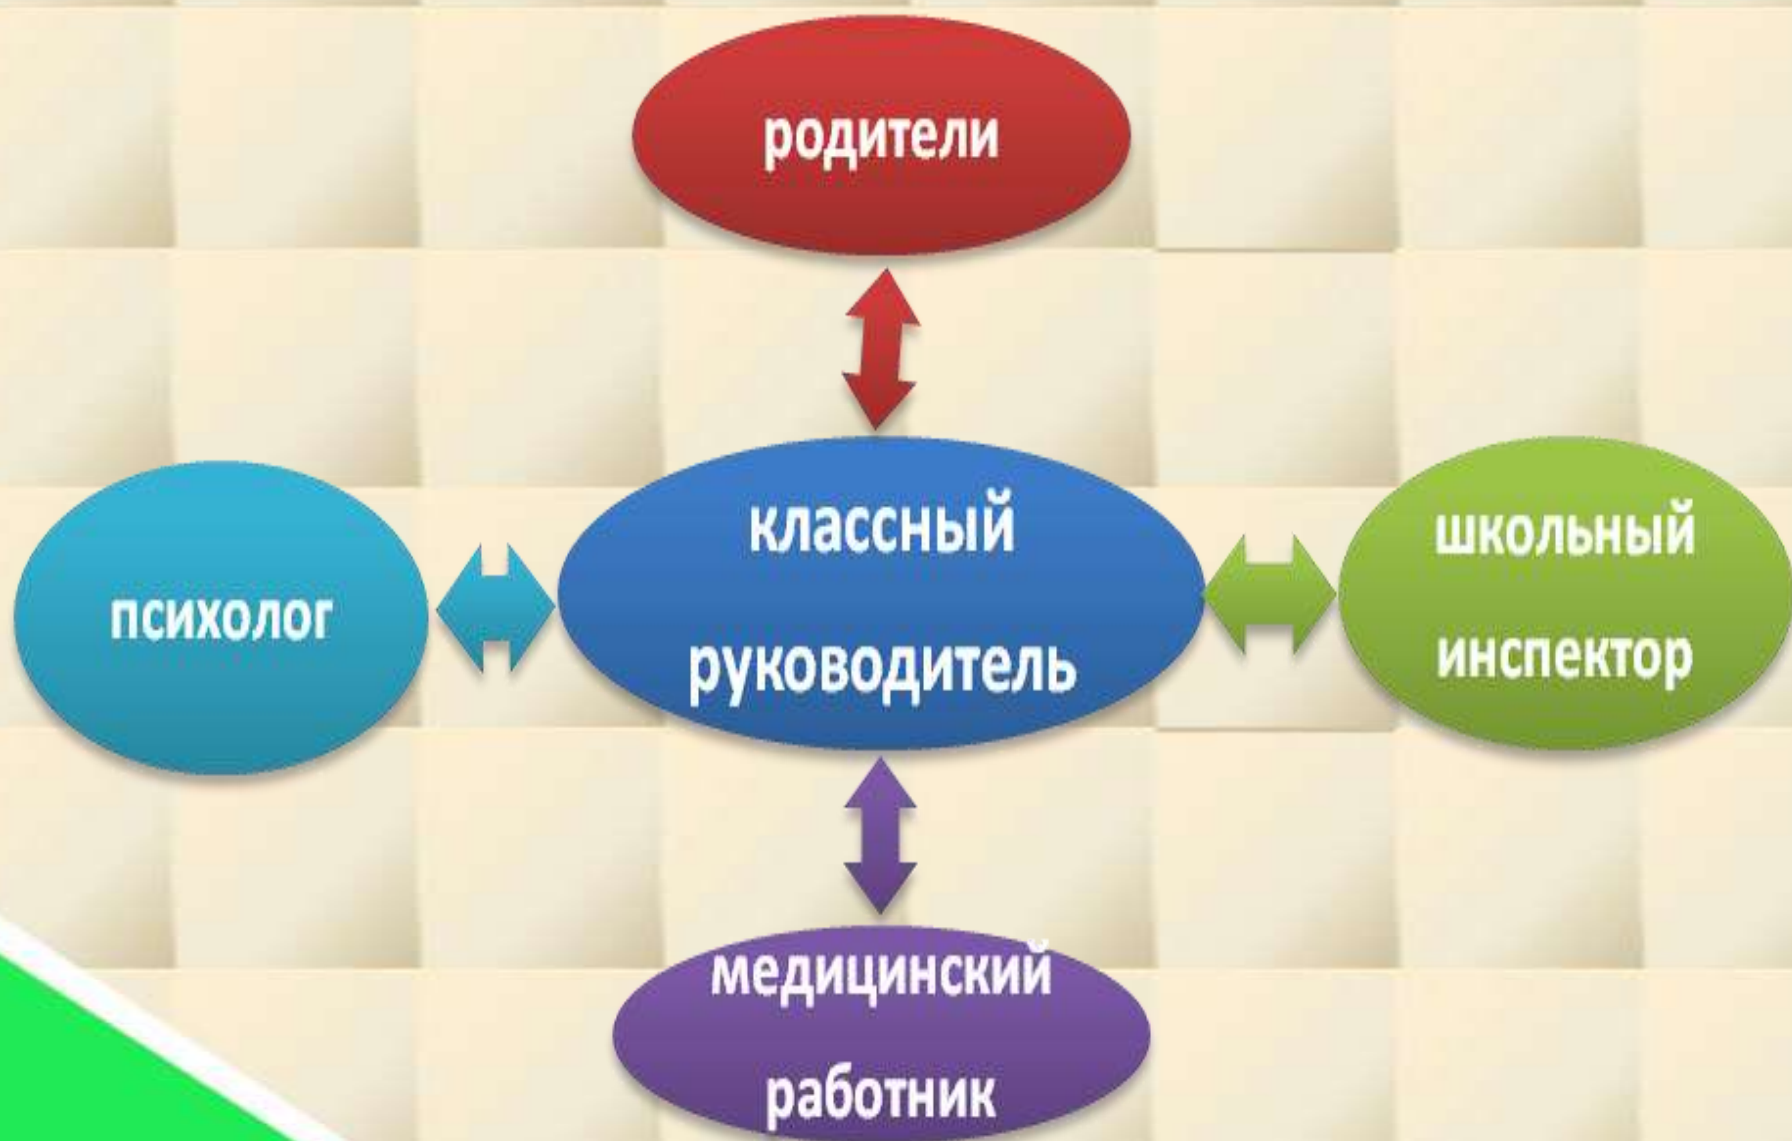 родители
психолог
классный
руководитель
школьный
инспектор
медицинский
работник